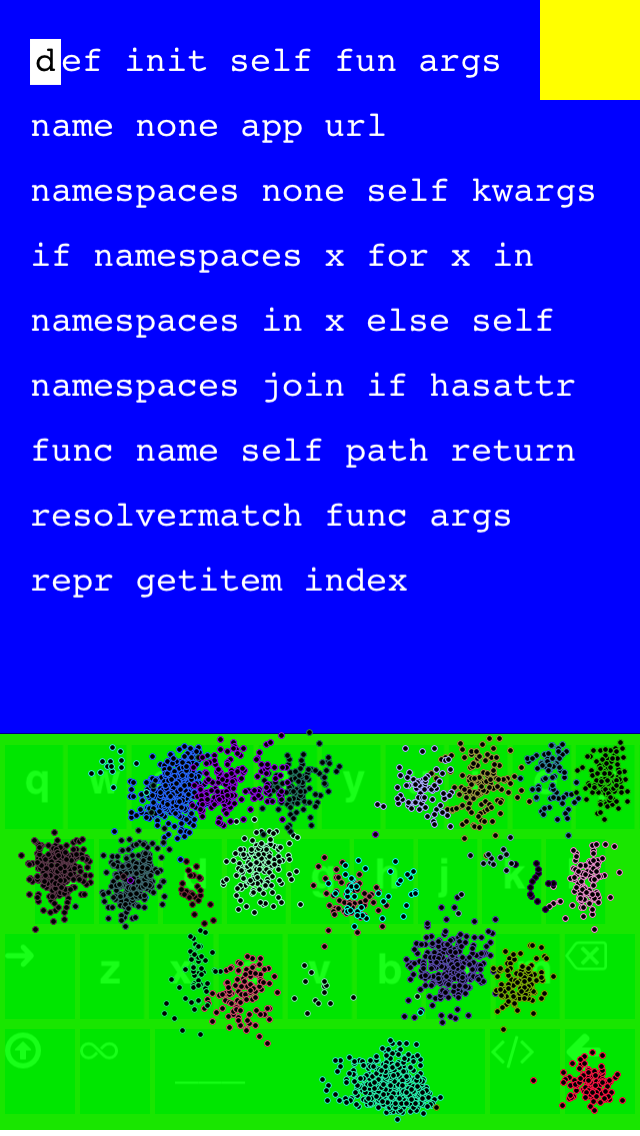 def init self fun args
name none app url
namespaces none self kwargs
if namespaces x for x in
namespaces in x else self
namespaces join if hasattr
func name self path return
resolvermatch func args
repr getitem index
q w y
d g h j k
z x v b
∞ </>